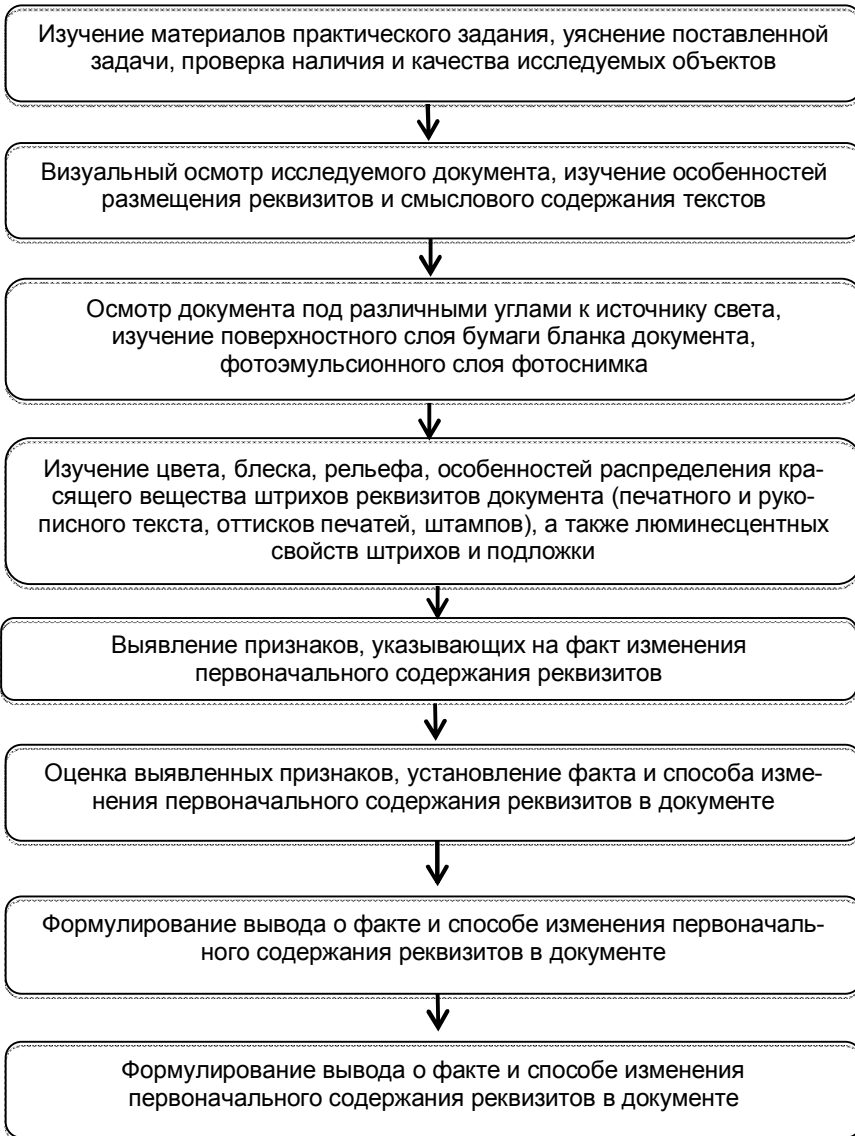 Изучение материалов практического задания, уяснение поставленной
задачи, проверка наличия и качества исследуемых объектов
Визуальный осмотр исследуемого документа, изучение особенностей
размещения реквизитов и смыслового содержания текстов
Осмотр документа под различными углами к источнику света,
изучение поверхностного слоя бумаги бланка документа,
фотоэмульсионного слоя фотоснимка
Изучение цвета, блеска, рельефа, особенностей распределения кра-
сящего вещества штрихов реквизитов документа (печатного и руко-
писного текста, оттисков печатей, штампов), а также люминесцентных
свойств штрихов и подложки
Выявление признаков, указывающих на факт изменения
первоначального содержания реквизитов
Оценка выявленных признаков, установление факта и способа изме-
нения первоначального содержания реквизитов в документе
Формулирование вывода о факте и способе изменения первоначаль-
ного содержания реквизитов в документе
Формулирование вывода о факте и способе изменения
первоначального содержания реквизитов в документе